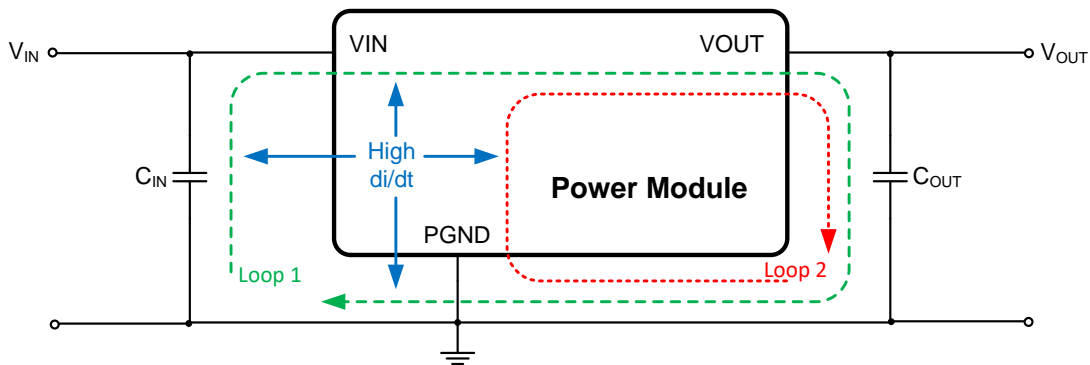 VIN
VIN
VOUT
VOUT
CIN
High
di/dt
COUT
Power Module
PGND
Loop 1
Loop 2